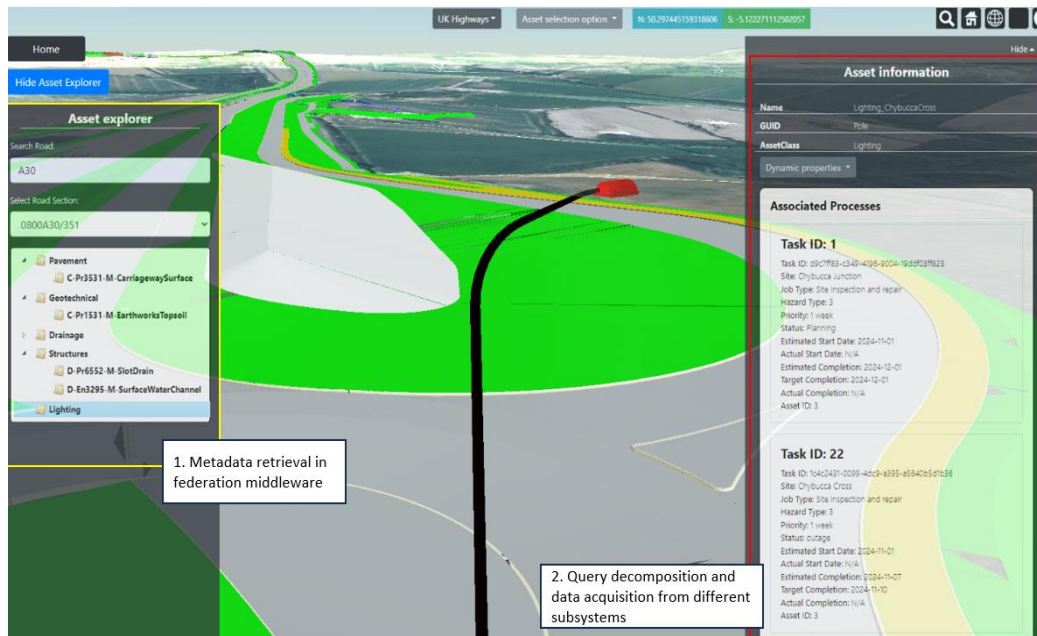 UK Highways
Asset selection option
N: 50.297445159318606
S: -5.122271112502057
Home
Hide Asset Explorer
Asset explorer
Search Road:
A30
Select Road Section:
0800A30/351
Pavement
C-Pr3531-M-CarriagewaySurface
Geotechnical
C-Pr1531-M-EarthworksTopsoil
Drainage
Structures
D-Pr6552-M-SlotDrain
D-En3295-M-SurfaceWaterChannel
Lighting
1. Metadata retrieval in
federation middleware
2. Query decomposition and
data acquisition from different
subsystems
Hide
Asset information
Name Lighting_ChybuccaCross
GUID Pole
AssetClass Lighting
Dynamic properties
Associated Processes
Task ID: 1
Task ID: d9c7ff83-c349-4196-9004-19ddf03ff825
Site: Chybucca Junction
Job Type: Site inspection and repair
Hazard Type: 3
Priority: 1 week
Status: Planning
Estimated Start Date: 2024-11-01
Actual Start Date: N/A
Estimated Completion: 2024-12-01
Target Completion: 2024-12-01
Actual Completion: N/A
Asset ID: 3
Task ID: 22
Task ID: 1c4c2431-0099-4dc9-a395-a5640b5d1b36
Site: Chybucca Cross
Job Type: Site inspection and repair
Hazard Type: 3
Priority: 1 week
Status: outage
Estimated Start Date: 2024-11-01
Actual Start Date: N/A
Estimated Completion: 2024-11-07
Target Completion: 2024-11-10
Actual Completion: N/A
Asset ID: 3